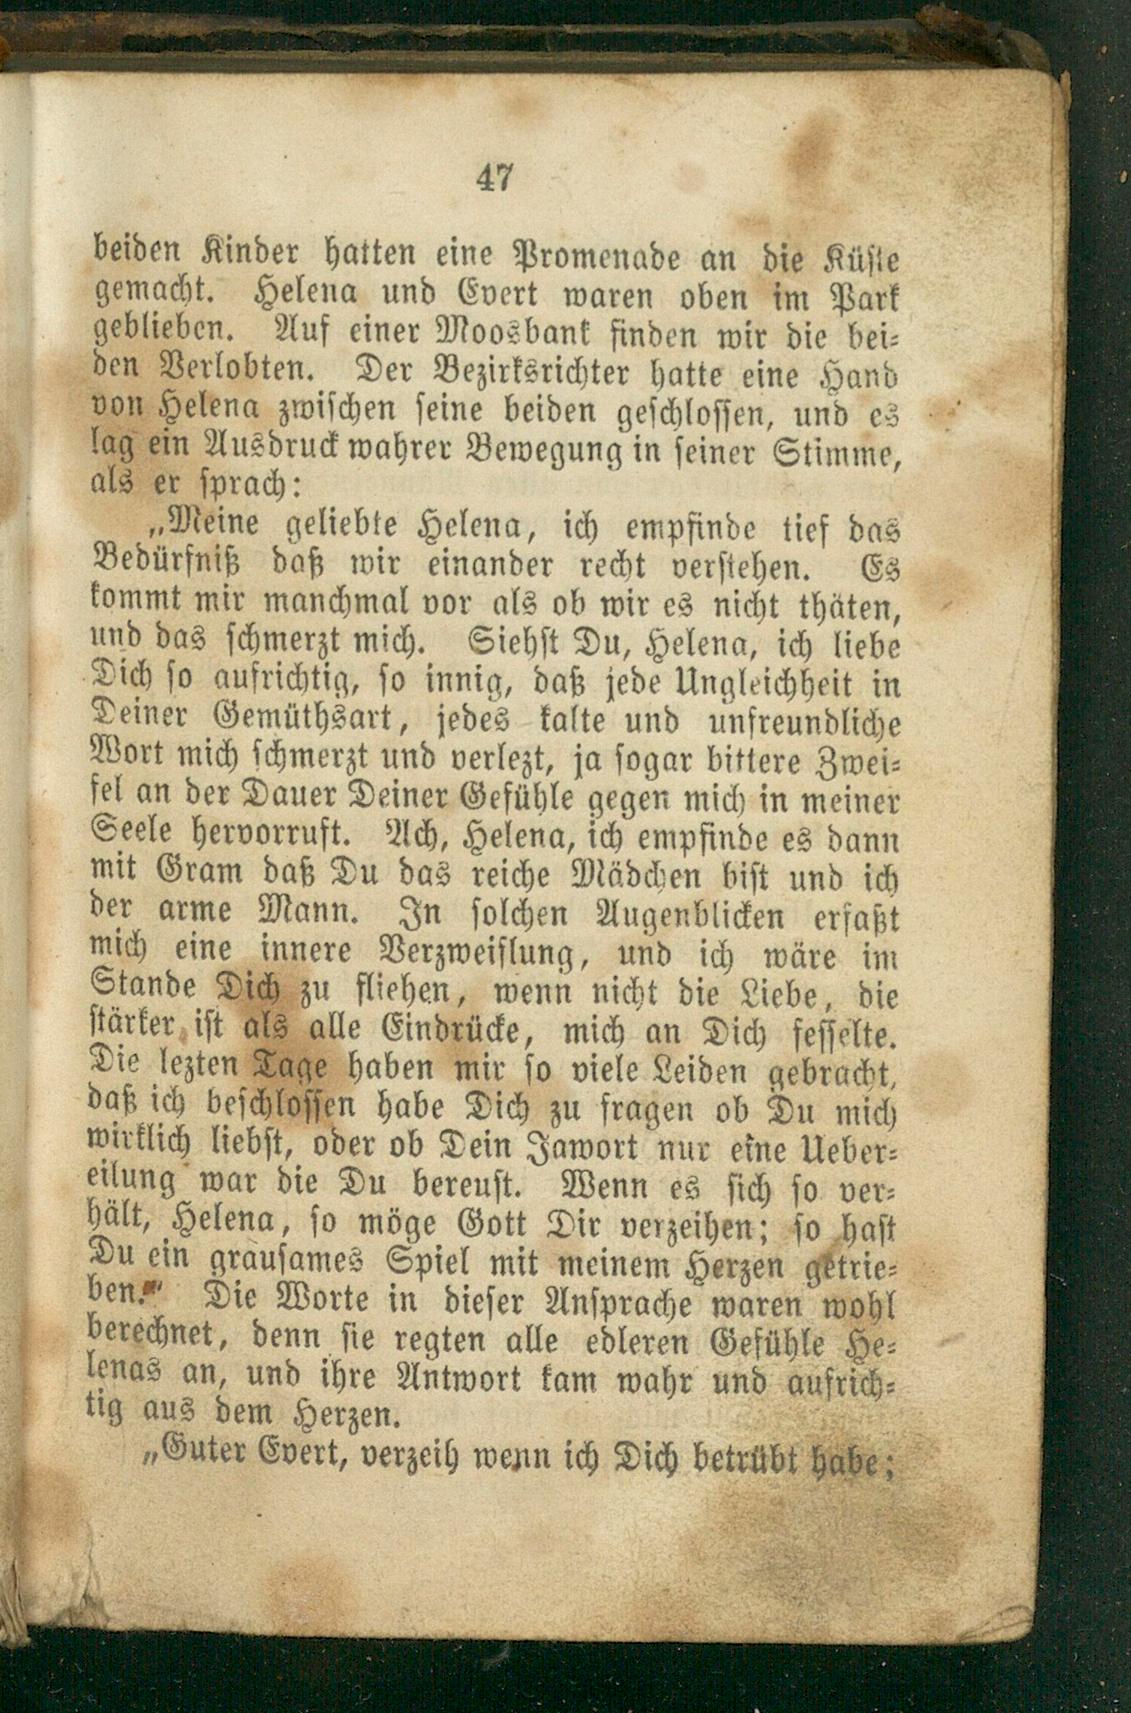 47
beiden Kinder hatten eine Promenade an die Küste
gemacht. Helena und Evert waren oben im Park
geblieben. Auf einer Moosbank finden wir die bei-
den Verlobten. Der Bezirksrichter hatte eine Hand
von Helena zwischen seine beiden geschlossen, und es
lag ein Ausdruck wahrer Bewegung in seiner Stimme,
als er sprach:
„Meine geliebte Helena, ich empfinde tief das
Bedürfniß daß wir einander recht verstehen. Es
kommt mir manchmal vor als ob wir es nicht thäten,
und das schmerzt mich. Siehst Du, Helena, ich liebe
Dich so aufrichtig, so innig, daß jede Ungleichheit in
Deiner Gemüthsart, jedes kalte und unfreundliche
Wort mich schmerzt und verlezt, ja sogar bittere Zwei-
fel an der Dauer Deiner Gefühle gegen mich in meiner
Seele hervorruft. Ach, Helena, ich empfinde es dann
mit Gram daß Du das reiche Mädchen bist und ich
der arme Mann. In solchen Augenblicken erfaßt
mich eine innere Verzweiflung, und ich wäre im
Stande Dich zu fliehen, wenn nicht die Liebe, die
stärker ist als alle Eindrücke, mich an Dich fesselte.
Die lezten Tage haben mir so viele Leiden gebracht,
daß ich beschlossen habe Dich zu fragen ob Du mich
wirklich liebst, oder ob Dein Jawort nur eine Ueber-
eilung war die Du bereust. Wenn es sich so ver-
hält, Helena, so möge Gott Dir verzeihen; so hast
Du ein grausames Spiel mit meinem Herzen getrie-
ben.“ Die Worte in dieser Ansprache waren wohl
berechnet, denn sie regten alle edleren Gefühle He-
lenas an, und ihre Antwort kam wahr und aufrich-
tig aus dem Herzen.
„Guter Evert, verzeih wenn ich Dich betrübt habe;